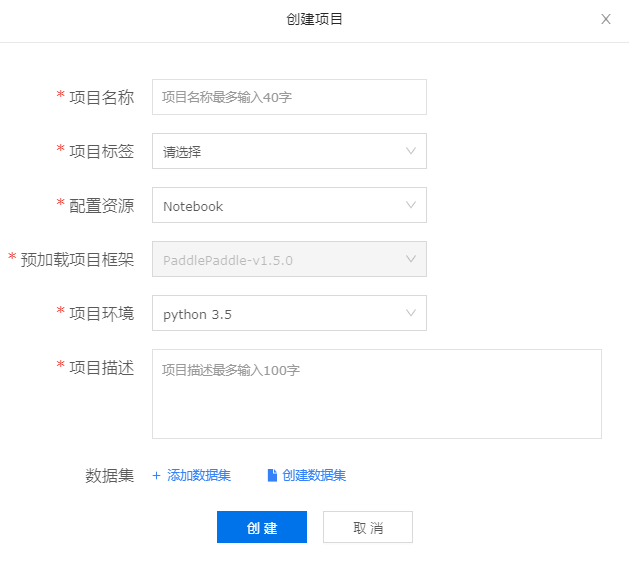 创建项目
X
* 项目名称 项目名称最多输入40字
* 项目标签 请选择
* 配置资源 Notebook
* 预加载项目框架 PaddlePaddle-v1.5.0
* 项目环境 python 3.5
* 项目描述 项目描述最多输入100字
数据集 + 添加数据集 创建数据集
创 建 取 消